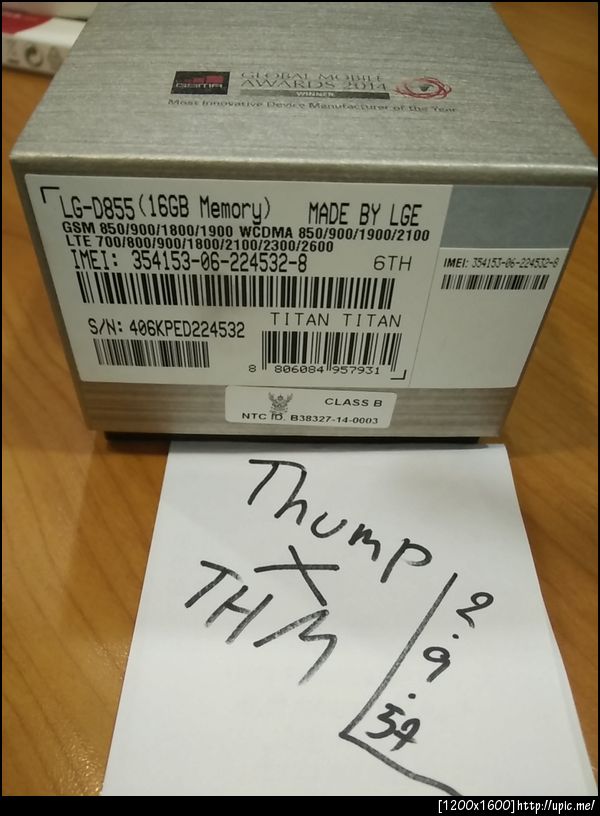 GSMA
GLOBAL MOBILE
AWARDS 2014
WINNER
Most Innovative Device Manufacturer of the Year
LG-D855 (16GB Memory) MADE BY LGE
GSM 850/900/1800/1900 WCDMA 850/900/1900/2100
LTE 700/800/900/1800/2100/2300/2600
IMEI: 354153-06-224532-8 6TH
IMEI: 354153-06-224532-8
TITAN TITAN
S/N: 406KPED224532
8 806084 957931
CLASS B
NTC ID. B38327-14-0003
Thump
X
THM
2.9.57
[1200x1600]http://upic.me/